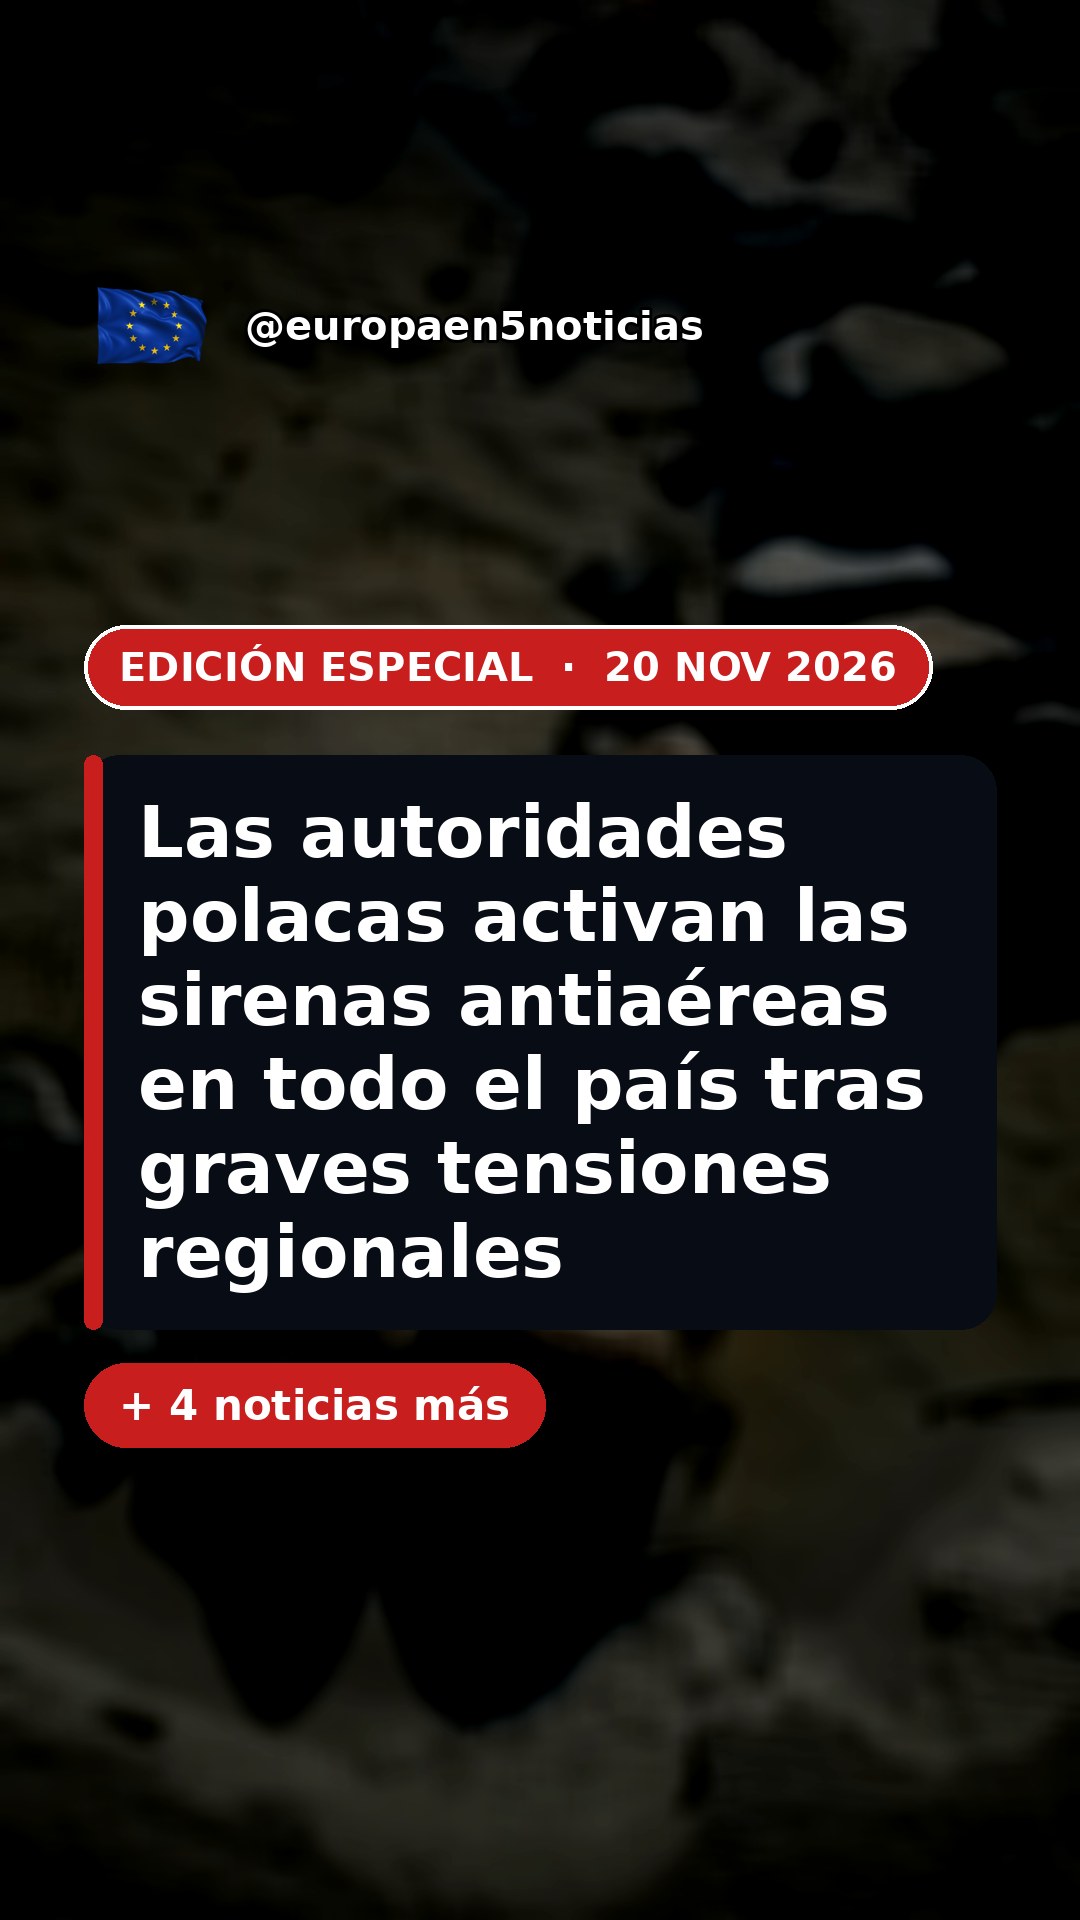 @europaen5noticias
EDICIÓN ESPECIAL · 20 NOV 2026
Las autoridades
polacas activan las
sirenas antiaéreas
en todo el país tras
graves tensiones
regionales
+ 4 noticias más